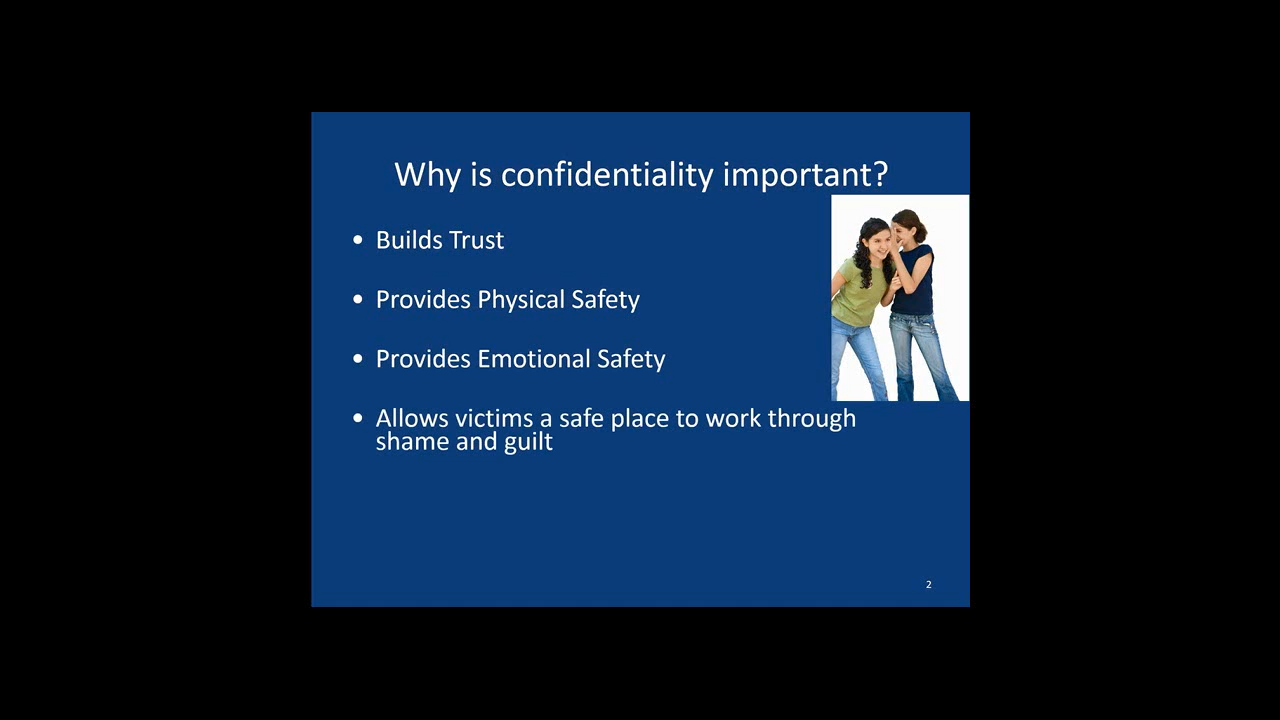 Why is confidentiality important?
• Builds Trust
• Provides Physical Safety
• Provides Emotional Safety
• Allows victims a safe place to work through
shame and guilt
2